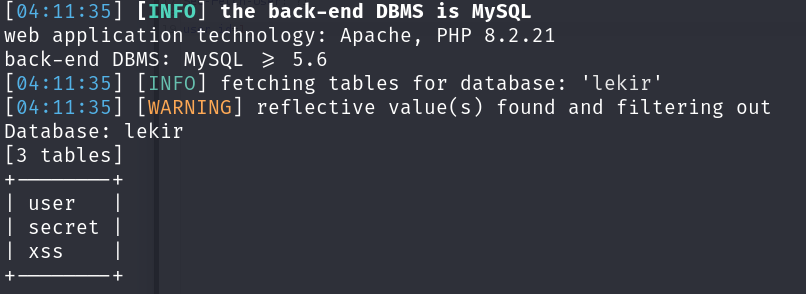 [04:11:35] [INFO] the back-end DBMS is MySQL
web application technology: Apache, PHP 8.2.21
back-end DBMS: MySQL ≥ 5.6
[04:11:35] [INFO] fetching tables for database: 'lekir'
[04:11:35] [WARNING] reflective value(s) found and filtering out
Database: lekir
[3 tables]
+--------+
| user   |
| secret |
| xss    |
+--------+